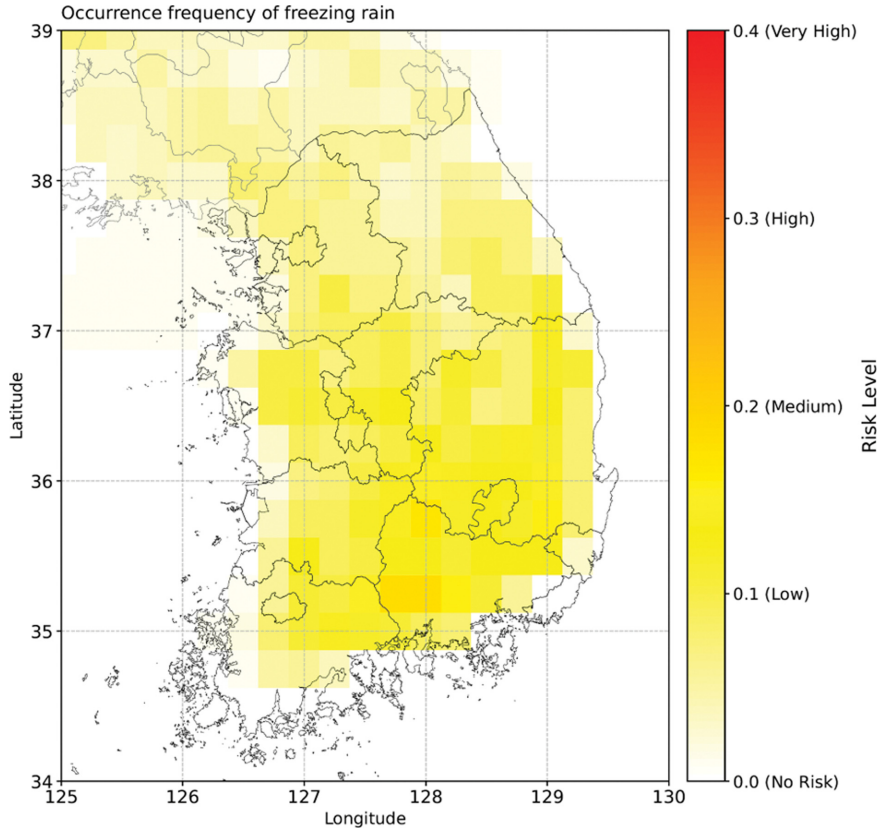 Occurrence frequency of freezing rain
39
38
37
36
35
34
Latitude
125
126
127
128
129
130
Longitude
0.4 (Very High)
0.3 (High)
0.2 (Medium)
0.1 (Low)
0.0 (No Risk)
Risk Level